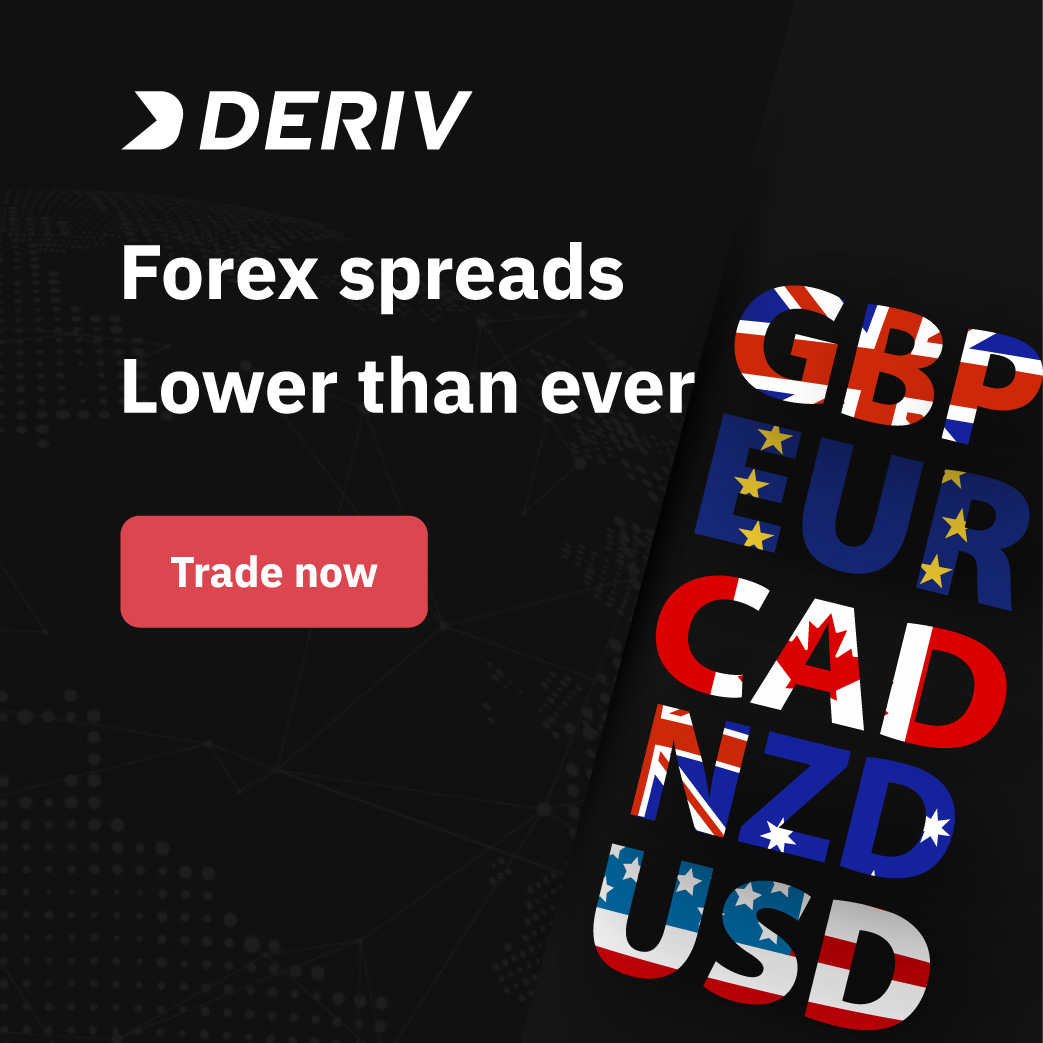 DERIV
Forex spreads
Lower than ever
Trade now
GBP
EUR
CAD
NZD
USD